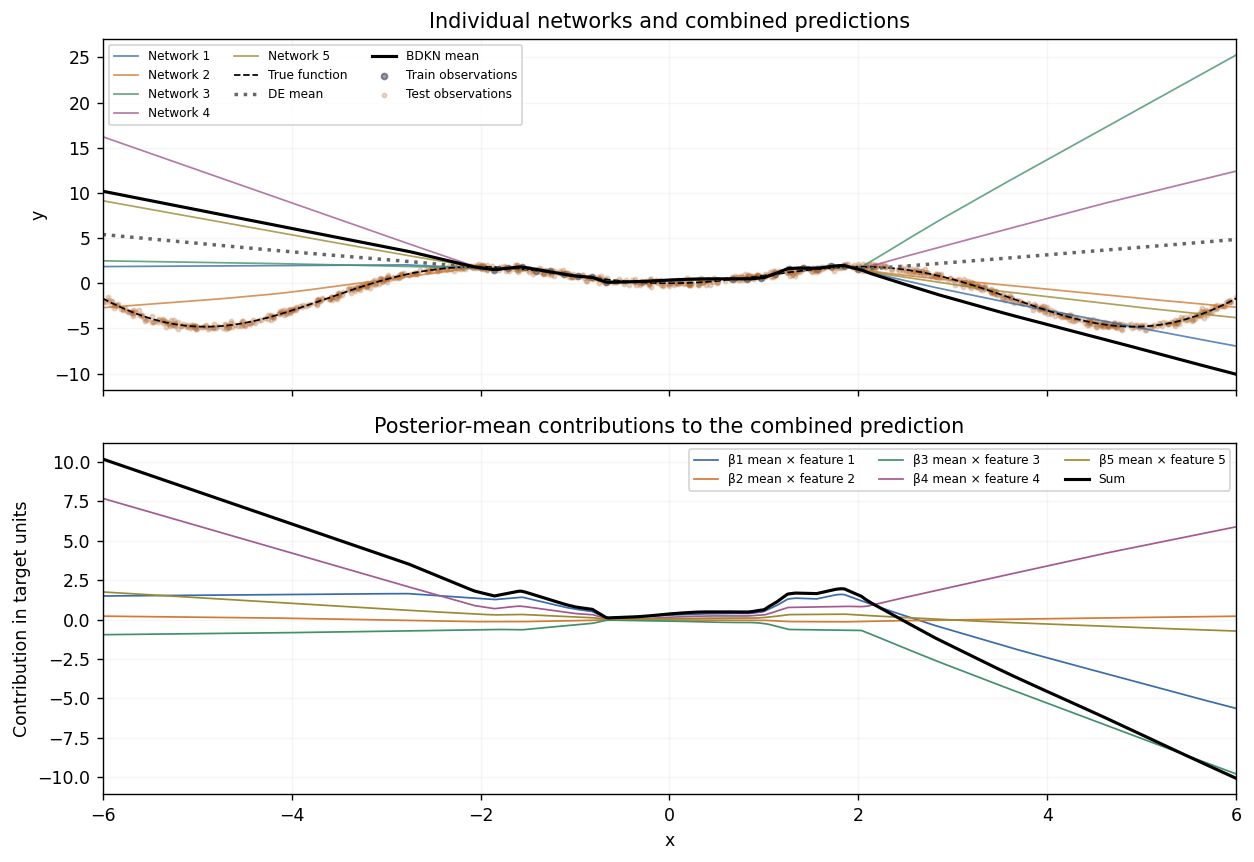 Individual networks and combined predictions
Network 1
Network 2
Network 3
Network 4
Network 5
True function
DE mean
BDKN mean
Train observations
Test observations
y
25
20
15
10
5
0
−5
−10
Posterior-mean contributions to the combined prediction
β1 mean × feature 1
β2 mean × feature 2
β3 mean × feature 3
β4 mean × feature 4
β5 mean × feature 5
Sum
Contribution in target units
10.0
7.5
5.0
2.5
0.0
−2.5
−5.0
−7.5
−10.0
−6
−4
−2
0
2
4
6
x